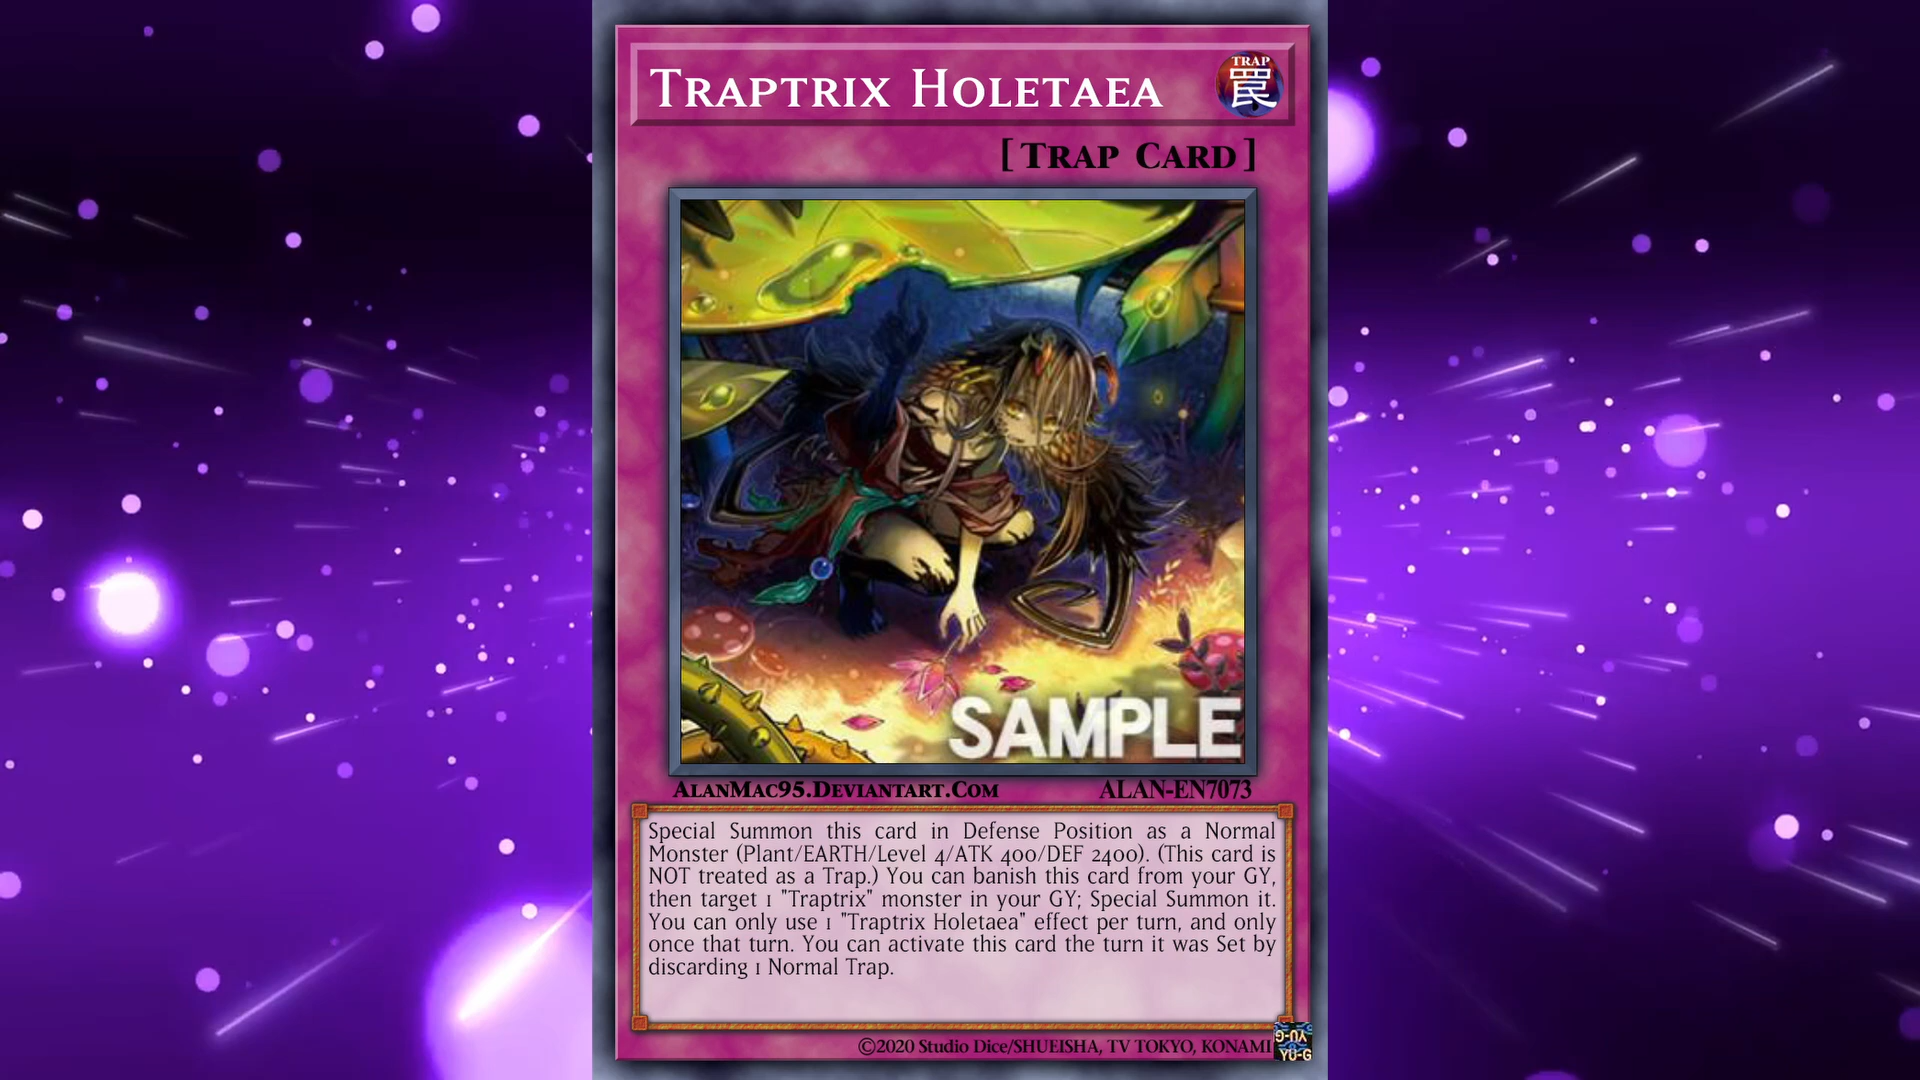 TRAPTRIX HOLETAEA
TRAP
罠
[TRAP CARD]
SAMPLE
ALANMAC95.DEVIANTART.COM
ALAN-EN7073
Special Summon this card in Defense Position as a Normal
Monster (Plant/EARTH/Level 4/ATK 400/DEF 2400). (This card is
NOT treated as a Trap.) You can banish this card from your GY,
then target 1 "Traptrix" monster in your GY; Special Summon it.
You can only use 1 "Traptrix Holetaea" effect per turn, and only
once that turn. You can activate this card the turn it was Set by
discarding 1 Normal Trap.
©2020 Studio Dice/SHUEISHA, TV TOKYO, KONAMI
YU-G
YU-G